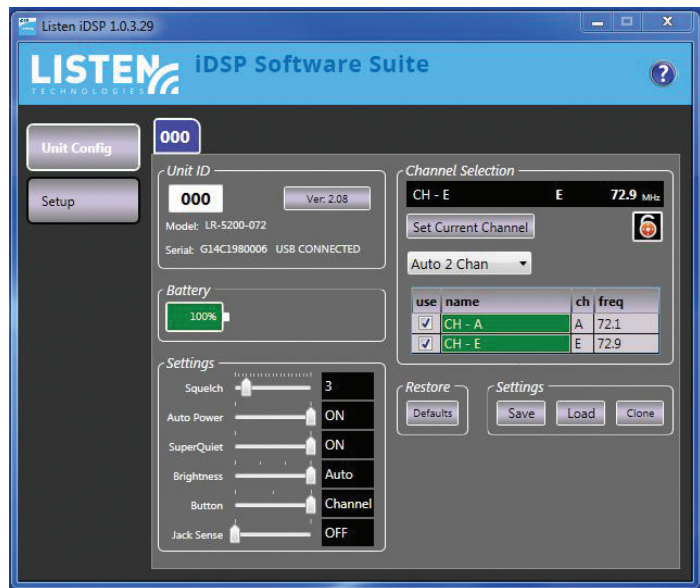 Listen iDSP 1.0.3.29
LISTEN
TECHNOLOGIES
iDSP Software Suite
?
Unit Config
Setup
000
Unit ID
000
Ver: 2.08
Model: LR-5200-072
Serial: G14C1980006 USB CONNECTED
Battery
100%
Settings
Squelch 3
Auto Power ON
SuperQuiet ON
Brightness Auto
Button Channel
Jack Sense OFF
Channel Selection
CH - E E 72.9 MHz
Set Current Channel
Auto 2 Chan
use name ch freq
CH - A A 72.1
CH - E E 72.9
Restore
Defaults
Settings
Save Load Clone